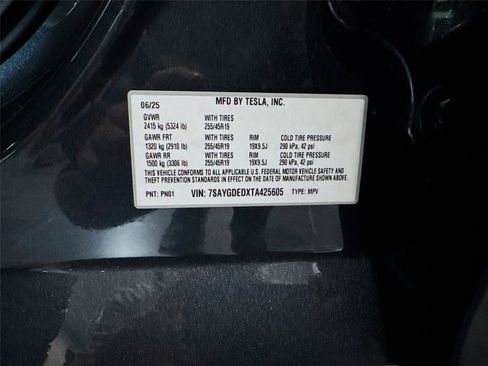 06/25 MFD BY TESLA, INC.
GVWR WITH TIRES
2415 kg (5324 lb) 255/45R19
GAWR FRT WITH TIRES RIM COLD TIRE PRESSURE
1320 kg (2910 lb) 255/45R19 19X9.5J 290 kPa, 42 psi
GAWR RR WITH TIRES RIM COLD TIRE PRESSURE
1500 kg (3306 lb) 255/45R19 19X9.5J 290 kPa, 42 psi
THIS VEHICLE CONFORMS TO ALL APPLICABLE U.S. FEDERAL MOTOR VEHICLE SAFETY AND
THEFT PREVENTION STANDARDS IN EFFECT ON THE DATE OF MANUFACTURE SHOWN ABOVE.
PNT: PN01 VIN: 7SAYGDEDXTA425605 TYPE: MPV